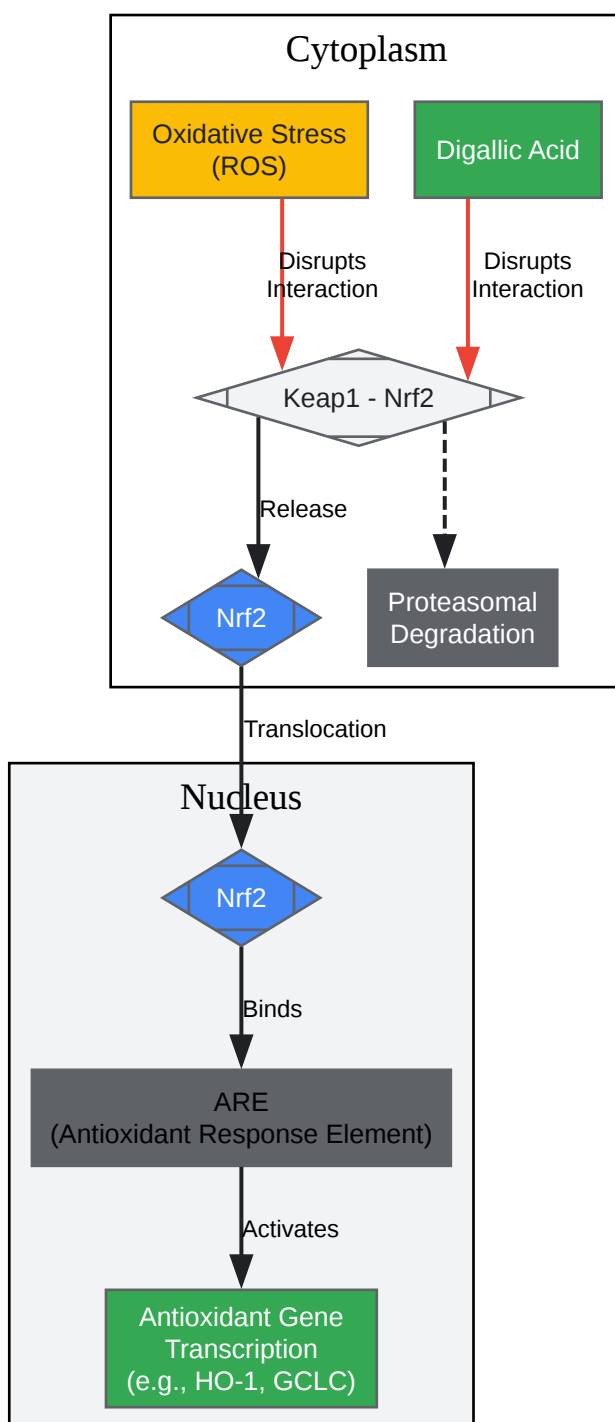 Cytoplasm
Oxidative Stress
(ROS)
Digallic Acid
Disrupts
Interaction
Disrupts
Interaction
Keap1 - Nrf2
Release
Nrf2
Proteasomal
Degradation
Translocation
Nucleus
Nrf2
Binds
ARE
(Antioxidant Response Element)
Activates
Antioxidant Gene
Transcription
(e.g., HO-1, GCLC)